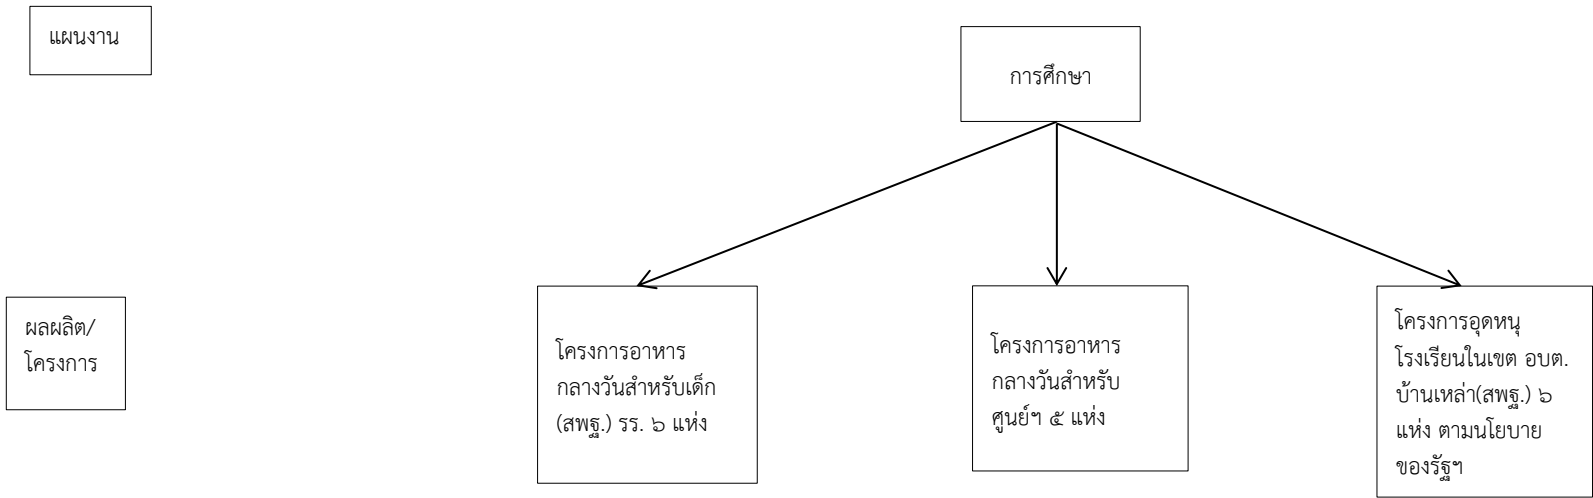 แผนงาน
การศึกษา
ผลผลิต/
โครงการ
โครงการอาหาร
กลางวันสำหรับเด็ก
(สพฐ.) รร. ๖ แห่ง
โครงการอาหาร
กลางวันสำหรับ
ศูนย์ฯ ๕ แห่ง
โครงการอุดหนุ
โรงเรียนในเขต อบต.
บ้านเหล่า(สพฐ.) ๖
แห่ง ตามนโยบาย
ของรัฐฯ